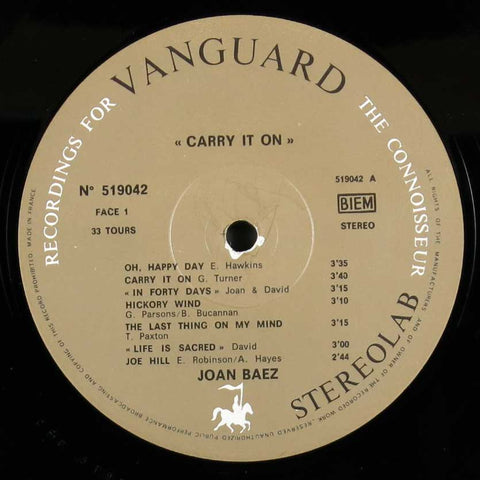 RECORDINGS FOR VANGUARD THE CONNOISSEUR
STEREOLAB
« CARRY IT ON »
N° 519042
FACE 1
33 TOURS
519042 A
BIEM
STEREO
OH, HAPPY DAY E. Hawkins 3'35
CARRY IT ON G. Turner 3'40
« IN FORTY DAYS » Joan & David 3'15
HICKORY WIND 3'10
G. Parsons/B. Bucannan
THE LAST THING ON MY MIND 3'15
T. Paxton
« LIFE IS SACRED » David 3'00
JOE HILL E. Robinson/A. Hayes 2'44
JOAN BAEZ
ALL RIGHTS OF THE MANUFACTURERS AND OF OWNER OF THE RECORDED WORK RESERVED UNAUTHORIZED PUBLIC PERFORMANCE BROADCASTING AND COPYING OF THIS RECORD PROHIBITED. MADE IN FRANCE